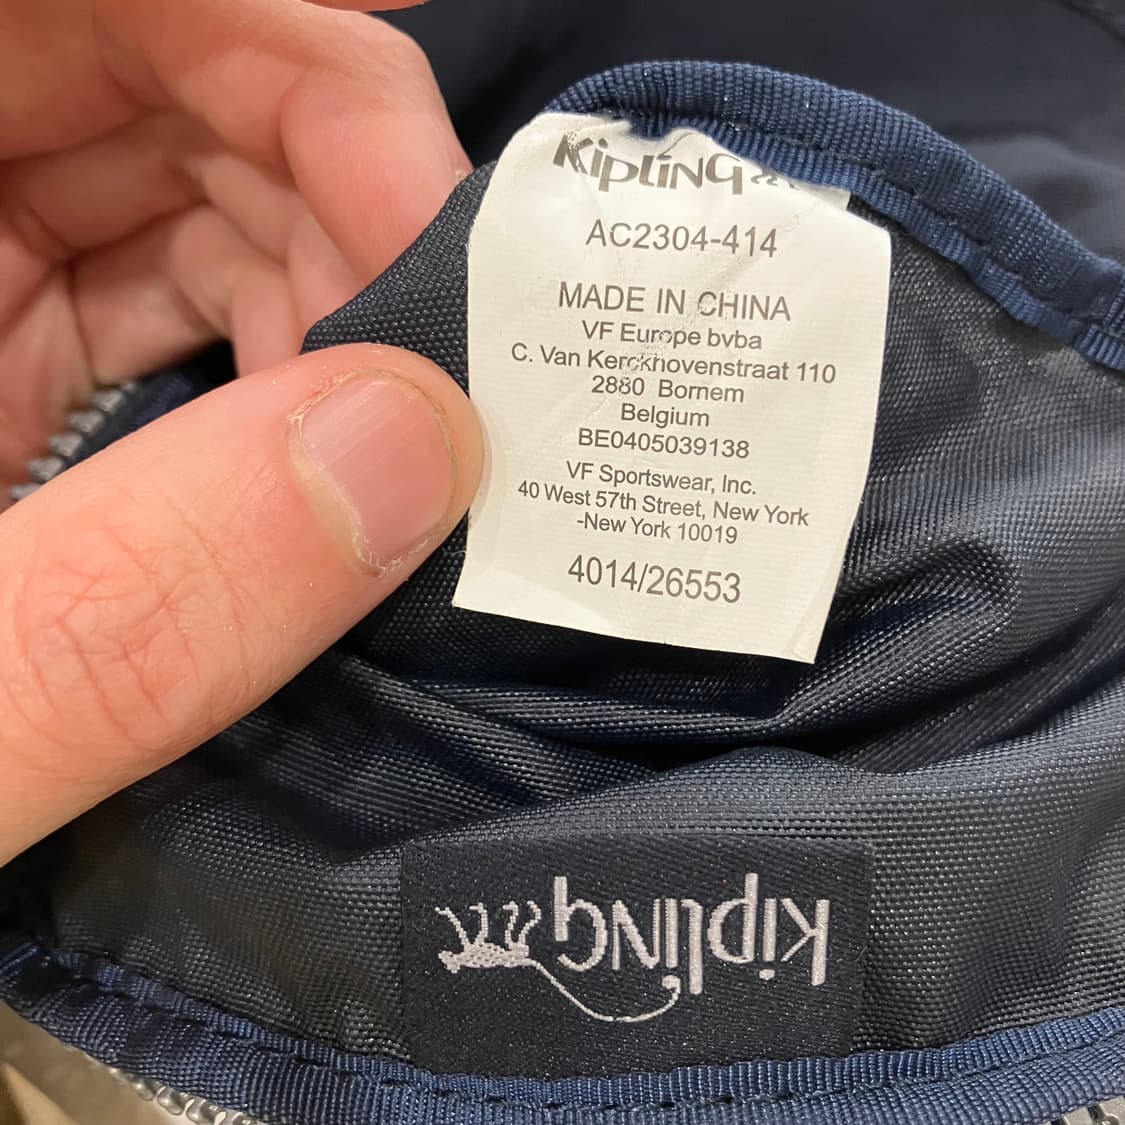 Kipling
AC2304-414
MADE IN CHINA
VF Europe bvba
C. Van Kerckhovenstraat 110
2880 Bornem
Belgium
BE0405039138
VF Sportswear, Inc.
40 West 57th Street, New York
-New York 10019
4014/26553
Kipling